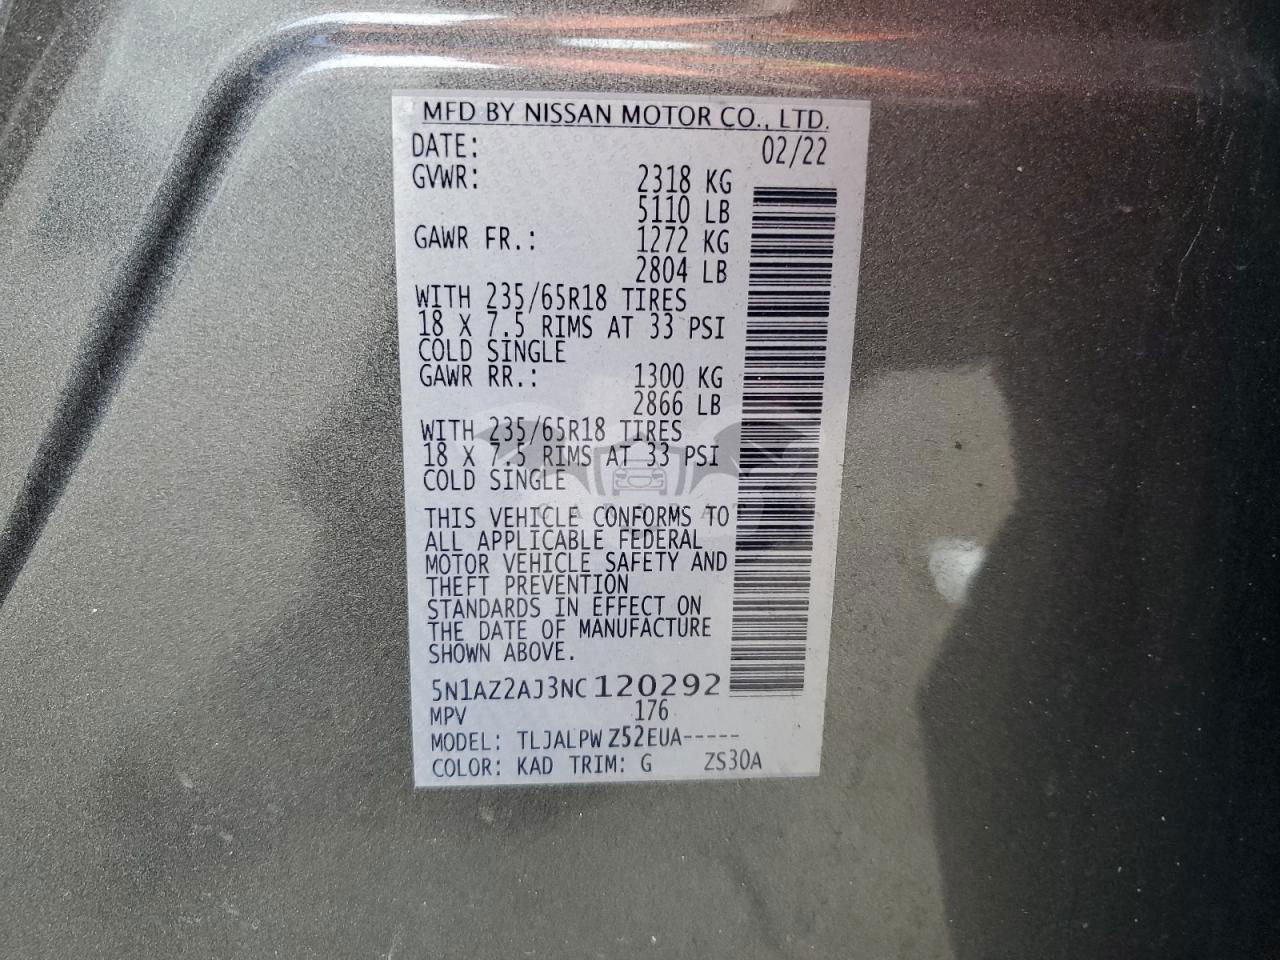 MFD BY NISSAN MOTOR CO., LTD.
DATE: 02/22
GVWR: 2318 KG
5110 LB
GAWR FR.: 1272 KG
2804 LB
WITH 235/65R18 TIRES
18 X 7.5 RIMS AT 33 PSI
COLD SINGLE
GAWR RR.: 1300 KG
2866 LB
WITH 235/65R18 TIRES
18 X 7.5 RIMS AT 33 PSI
COLD SINGLE
THIS VEHICLE CONFORMS TO
ALL APPLICABLE FEDERAL
MOTOR VEHICLE SAFETY AND
THEFT PREVENTION
STANDARDS IN EFFECT ON
THE DATE OF MANUFACTURE
SHOWN ABOVE.
5N1AZ2AJ3NC120292
MPV 176
MODEL: TLJALPW Z52EUA-----
COLOR: KAD TRIM: G ZS30A